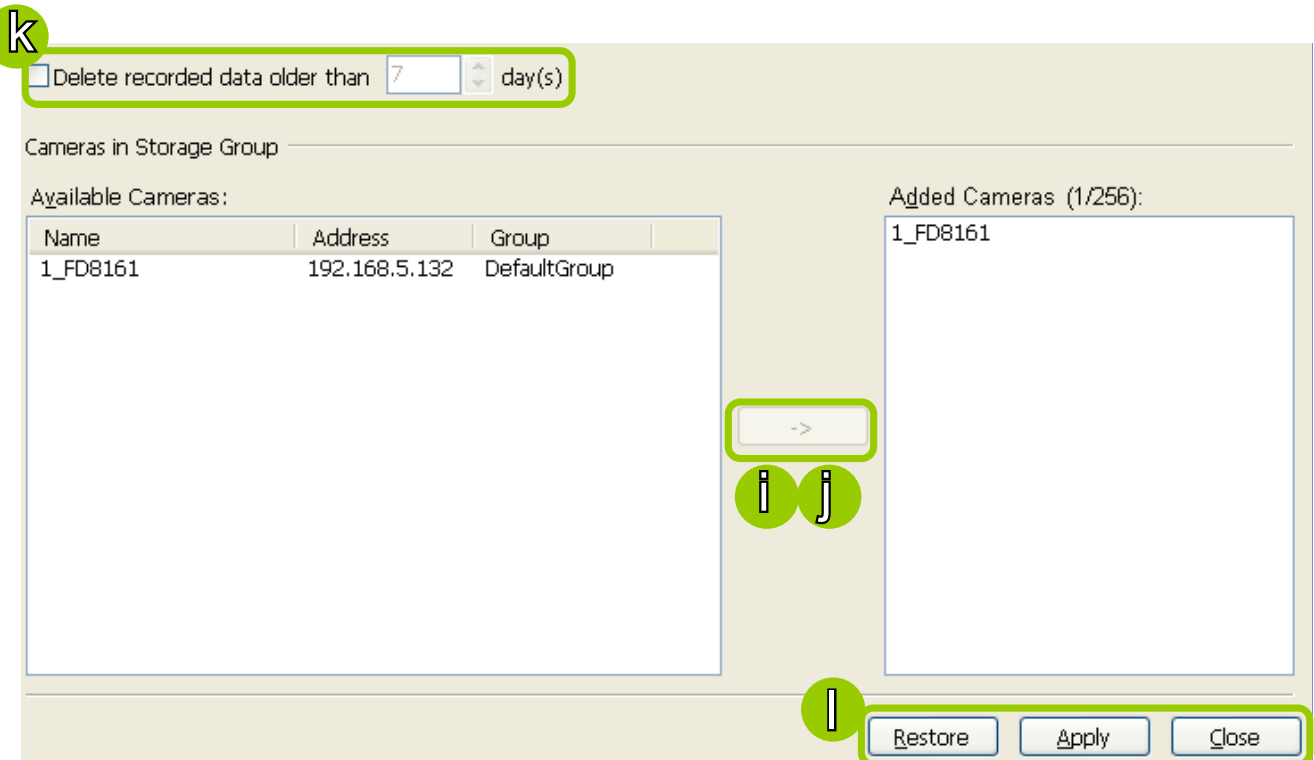 k
Delete recorded data older than 7 day(s)
Cameras in Storage Group
Available Cameras:
Name Address Group
1_FD8161 192.168.5.132 DefaultGroup
->
i j
Added Cameras (1/256):
1_FD8161
l
Restore Apply Close